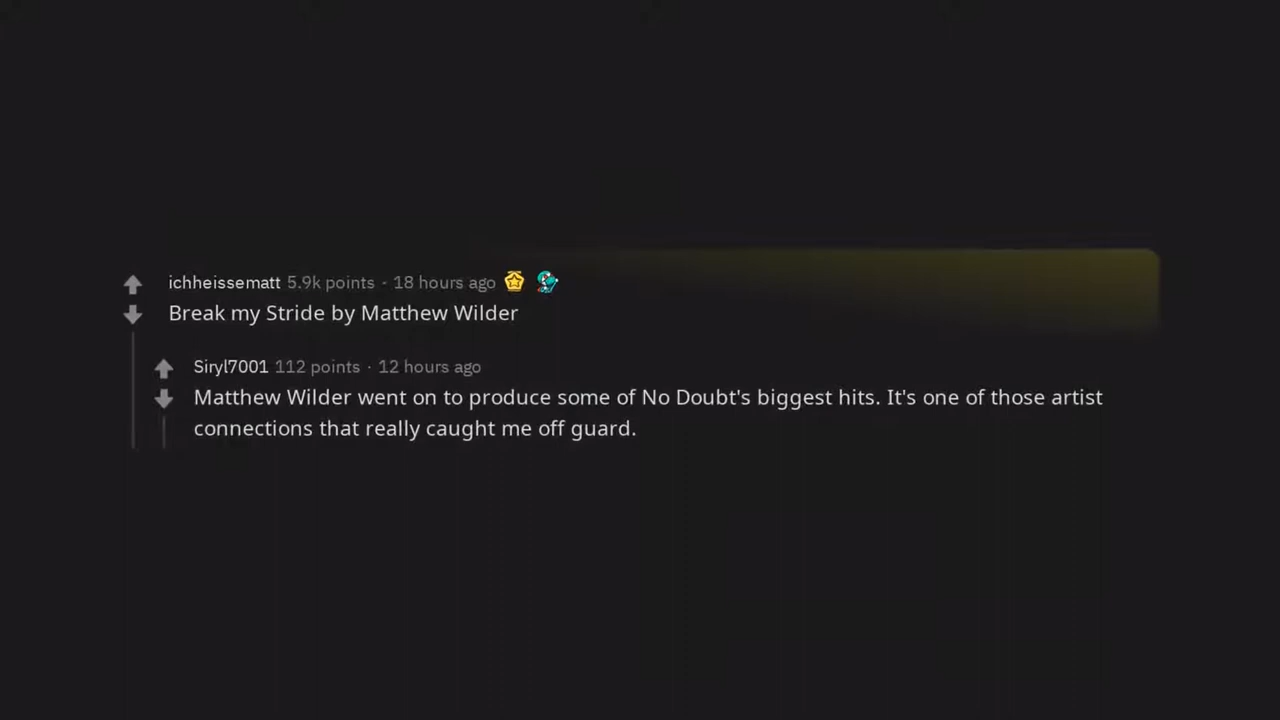 ichheissematt 5.9k points · 18 hours ago
Break my Stride by Matthew Wilder
Siryl7001 112 points · 12 hours ago
Matthew Wilder went on to produce some of No Doubt's biggest hits. It's one of those artist
connections that really caught me off guard.